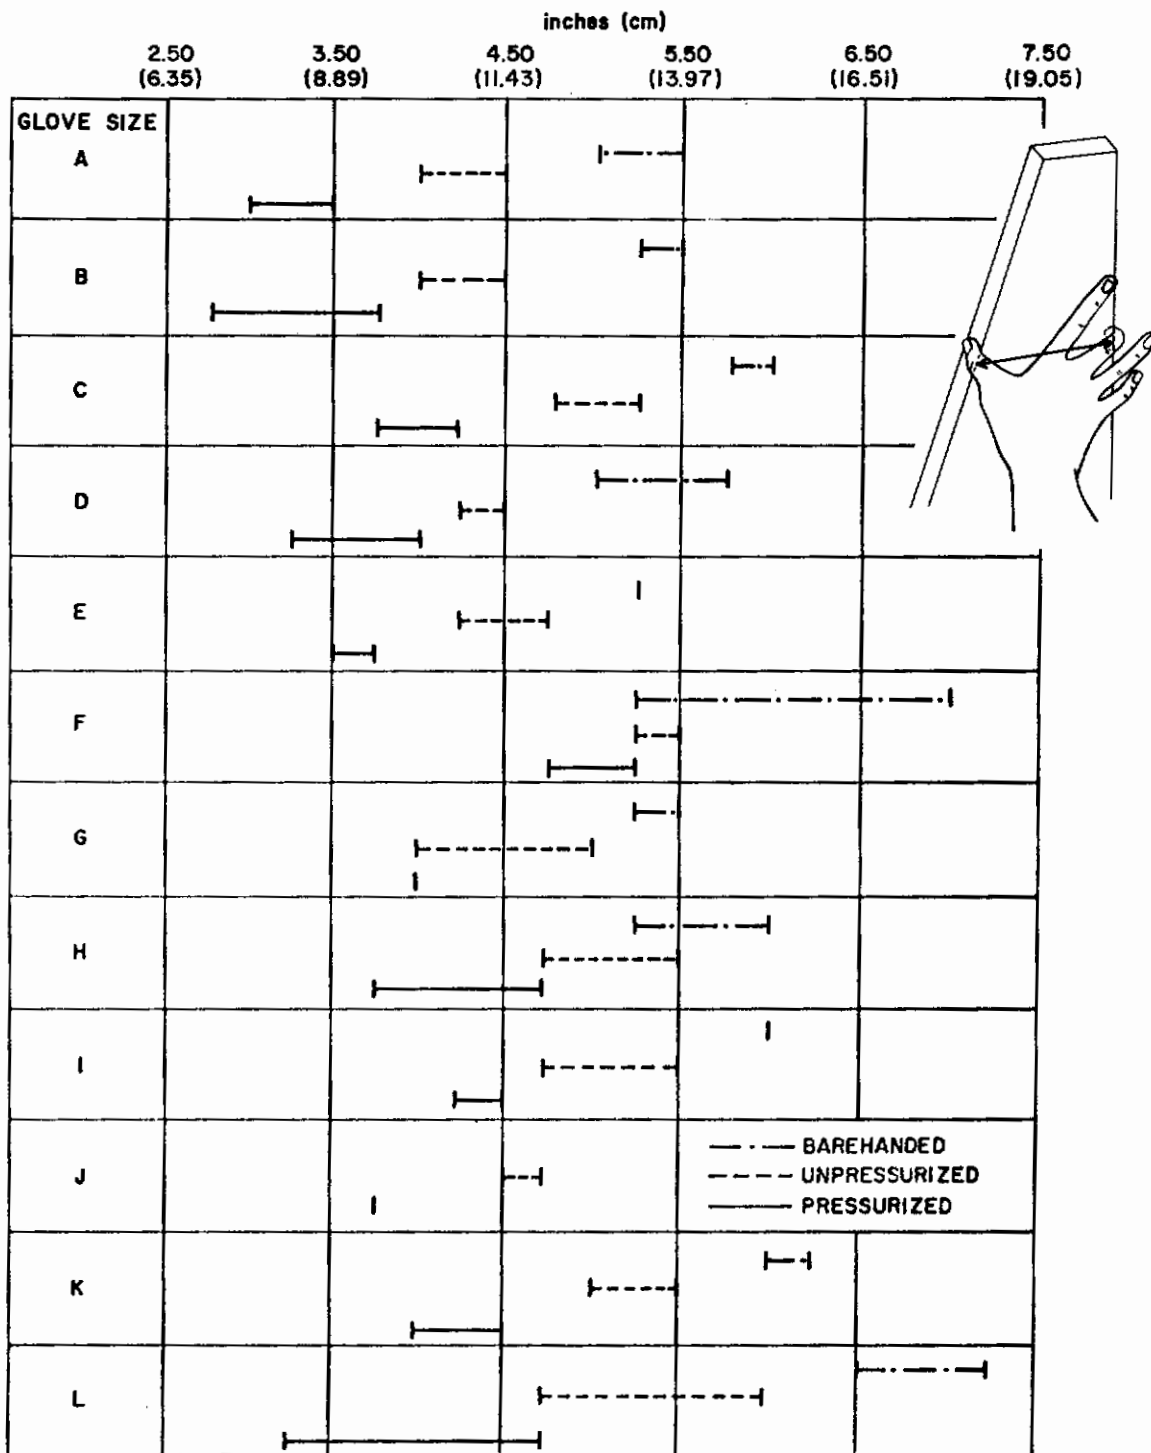 inches (cm)
2.50 3.50 4.50 5.50 6.50 7.50
(6.35) (8.89) (11.43) (13.97) (16.51) (19.05)
GLOVE SIZE
A
B
C
D
E
F
G
H
I
J
BAREHANDED
UNPRESSURIZED
PRESSURIZED
K
L